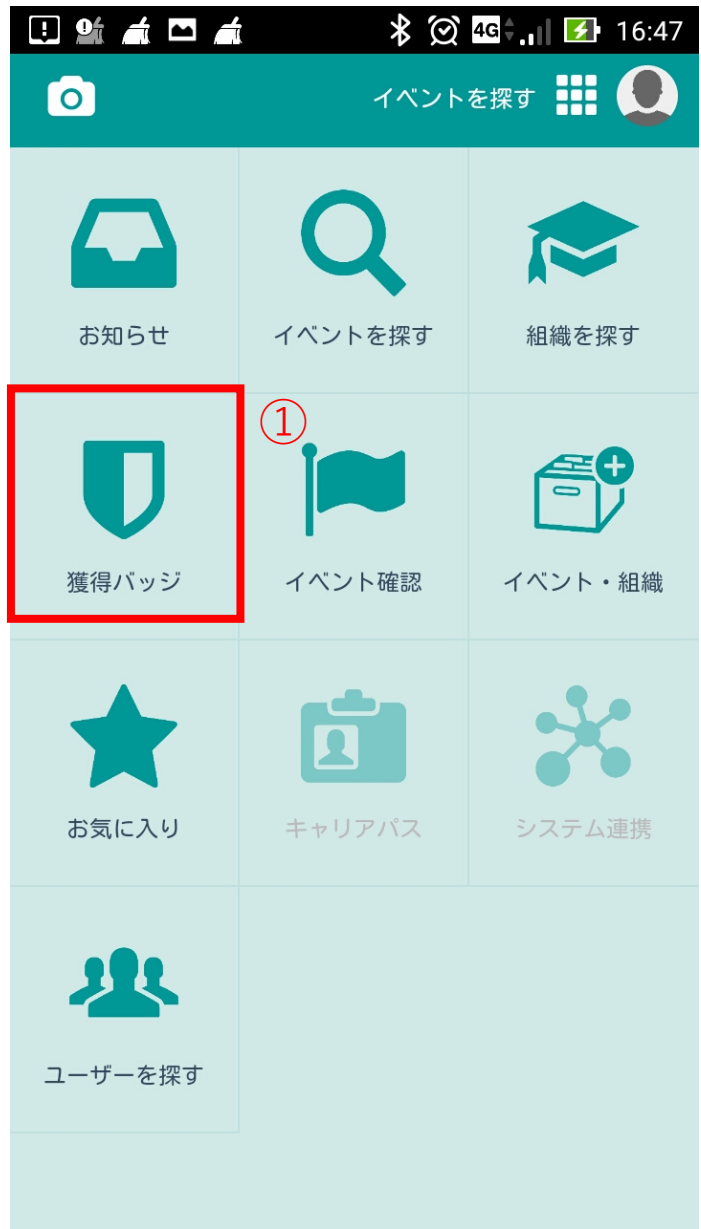 4G 16:47
イベントを探す
お知らせ
イベントを探す
組織を探す
①
獲得バッジ
イベント確認
イベント・組織
お気に入り
キャリアパス
システム連携
ユーザーを探す